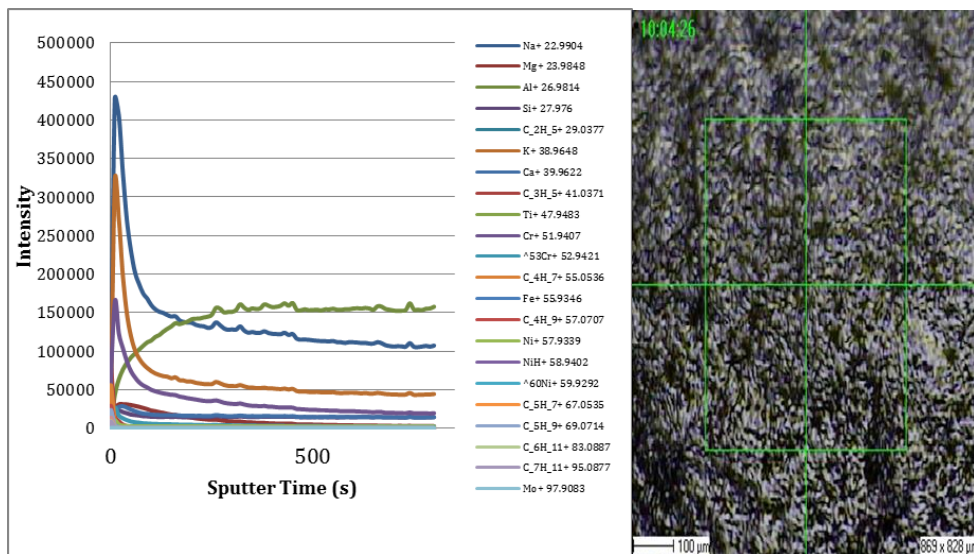 500000
450000
400000
350000
300000
250000
200000
150000
100000
50000
0
Intensity
0
500
Sputter Time (s)
Na+ 22.9904
Mg+ 23.9848
Al+ 26.9814
Si+ 27.976
C_2H_5+ 29.0377
K+ 38.9648
Ca+ 39.9622
C_3H_5+ 41.0371
Ti+ 47.9483
Cr+ 51.9407
^53Cr+ 52.9421
C_4H_7+ 55.0536
Fe+ 55.9346
C_4H_9+ 57.0707
Ni+ 57.9339
NiH+ 58.9402
^60Ni+ 59.9292
C_5H_7+ 67.0535
C_5H_9+ 69.0714
C_6H_11+ 83.0887
C_7H_11+ 95.0877
Mo+ 97.9083
10:04:26
100 µm
869 x 828 µm